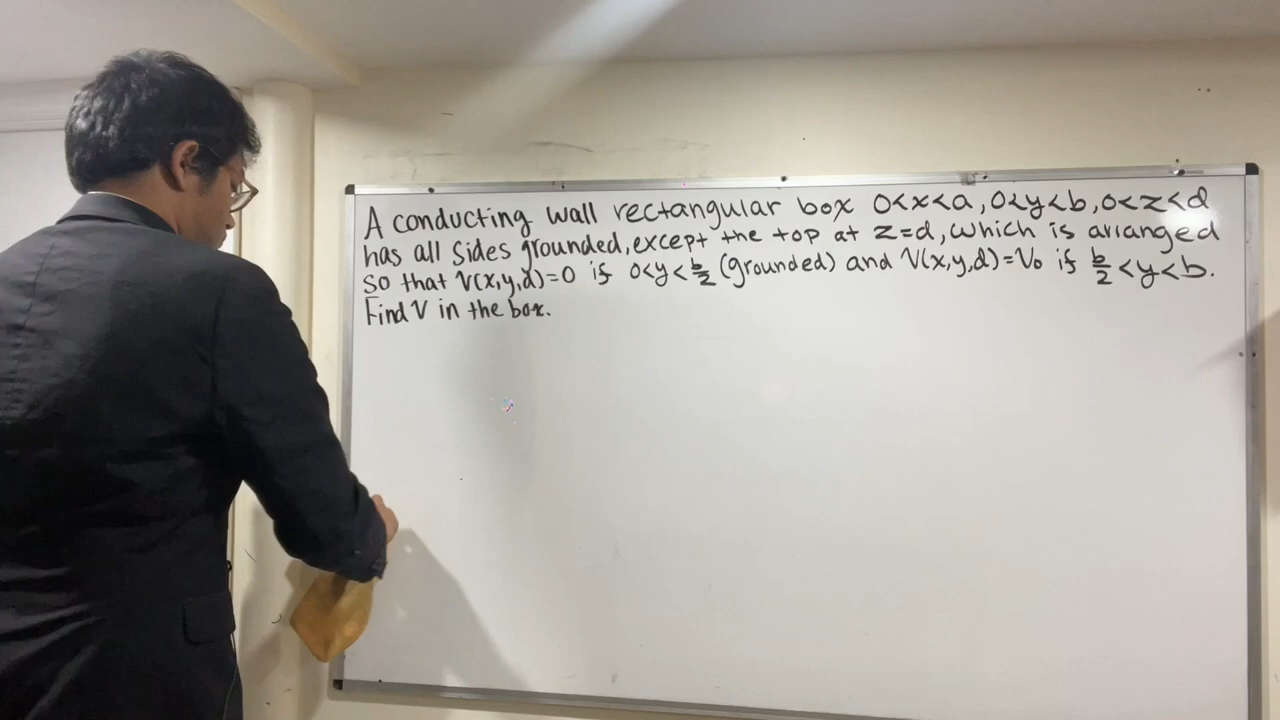 A conducting wall rectangular box 0<x<a, 0<y<b, 0<z<d
has all sides grounded, except the top at z=d, which is arranged
so that V(x,y,d)=0 if 0<y<b/2 (grounded) and V(x,y,d)=V₀ if b/2<y<b.
Find V in the box.